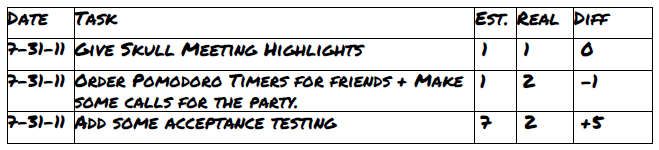 Date Task Est. Real Diff
7-31-11 Give Skull Meeting Highlights 1 1 0
7-31-11 Order Pomodoro Timers for friends + Make 1 2 -1
some calls for the party.
7-31-11 Add some acceptance testing 7 2 +5